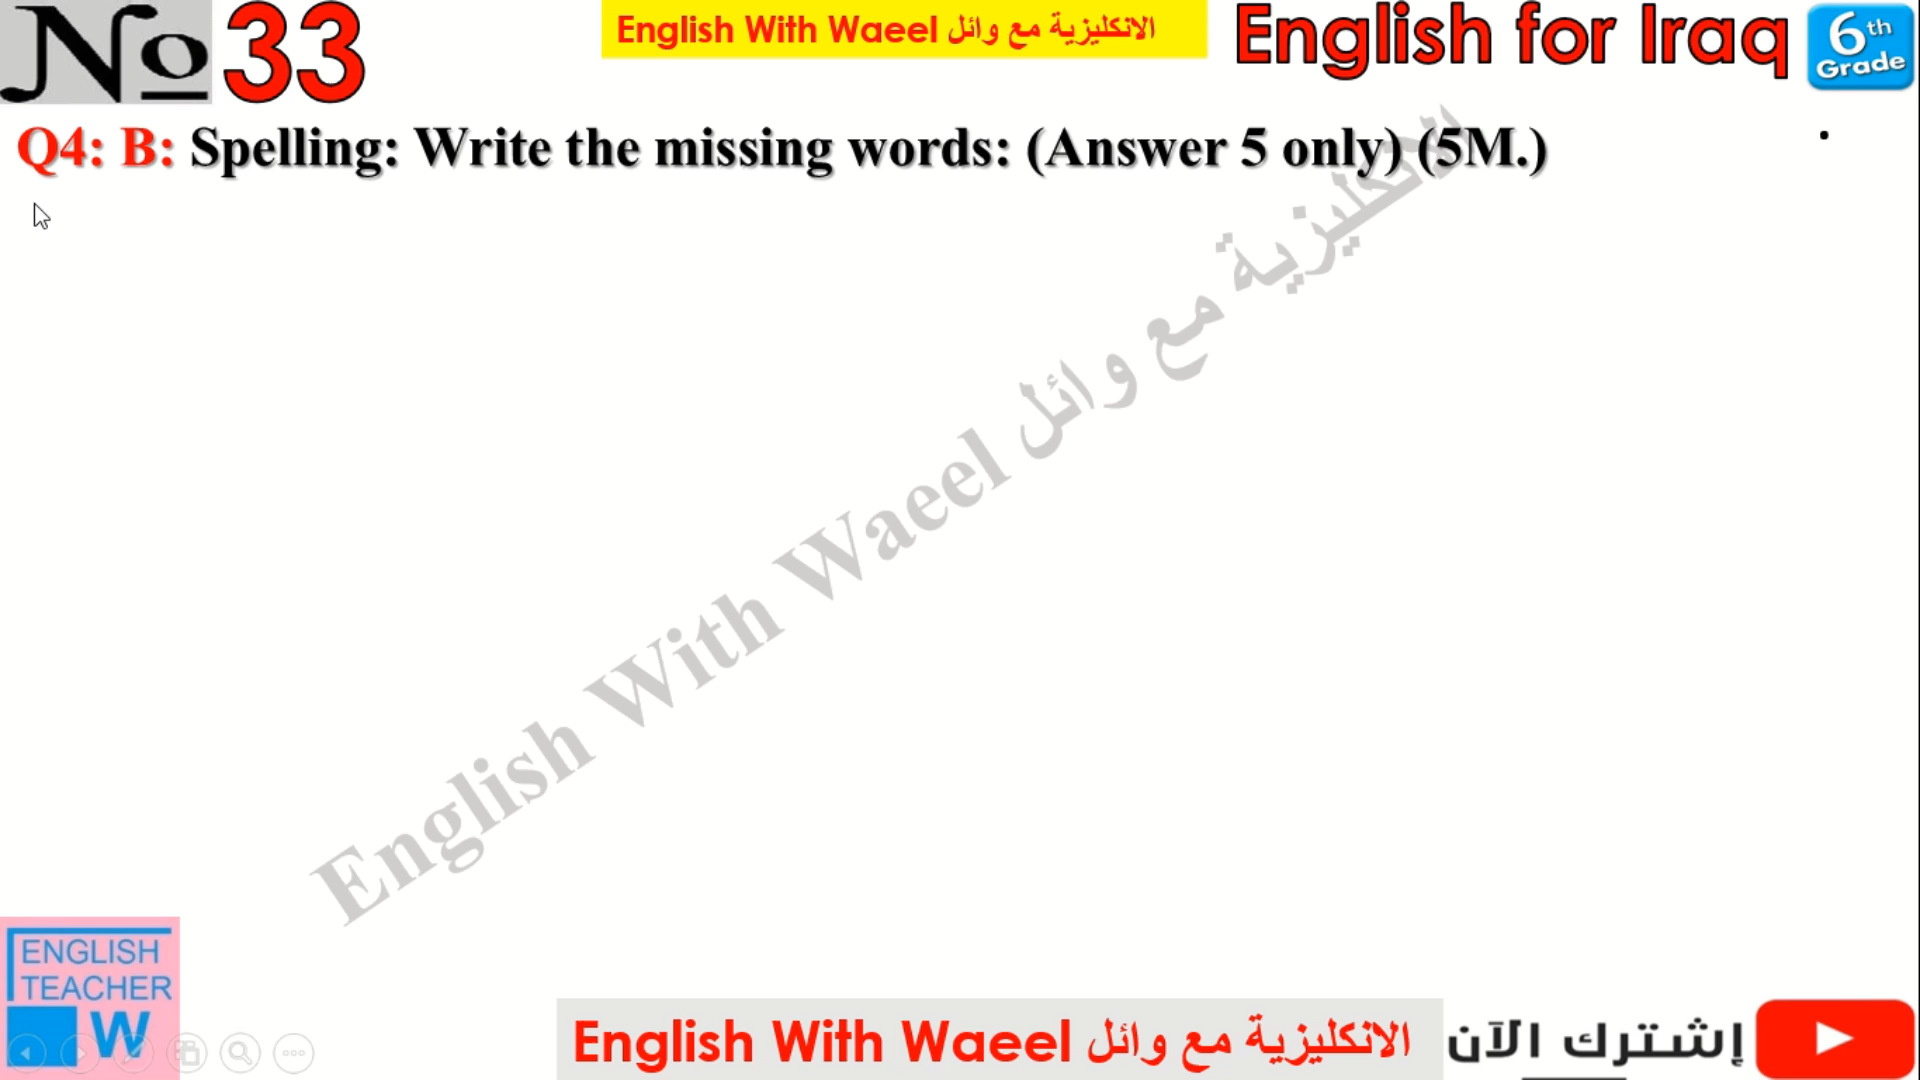 No 33
English With Waeel الانكليزية مع وائل
English for Iraq
6th
Grade
Q4: B: Spelling: Write the missing words: (Answer 5 only) (5M.)
English With Waeel الانكليزية مع وائل
ENGLISH
TEACHER
W
English With Waeel الانكليزية مع وائل
إشترك الآن